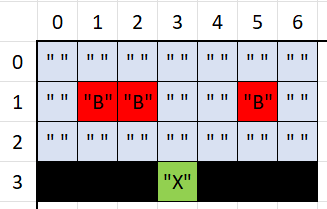 0 1 2 3 4 5 6
0 " " " " " " " " " " " " " "
1 " " "B" "B" " " " " "B" " "
2 " " " " " " " " " " " " " "
3 "X"